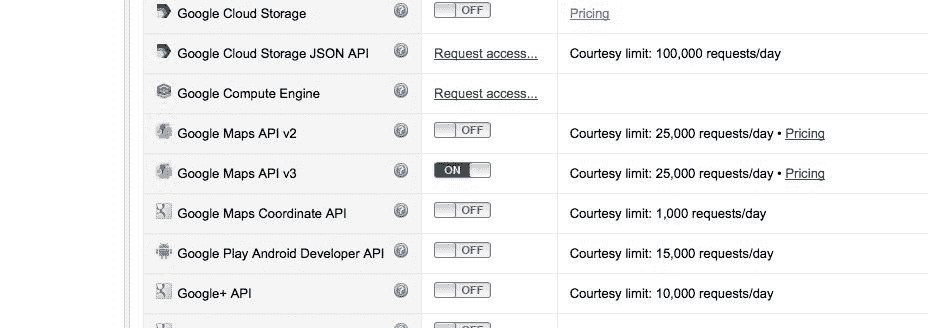 Google Cloud Storage OFF Pricing
Google Cloud Storage JSON API Request access... Courtesy limit: 100,000 requests/day
Google Compute Engine Request access...
Google Maps API v2 OFF Courtesy limit: 25,000 requests/day • Pricing
Google Maps API v3 ON Courtesy limit: 25,000 requests/day • Pricing
Google Maps Coordinate API OFF Courtesy limit: 1,000 requests/day
Google Play Android Developer API OFF Courtesy limit: 15,000 requests/day
Google+ API OFF Courtesy limit: 10,000 requests/day